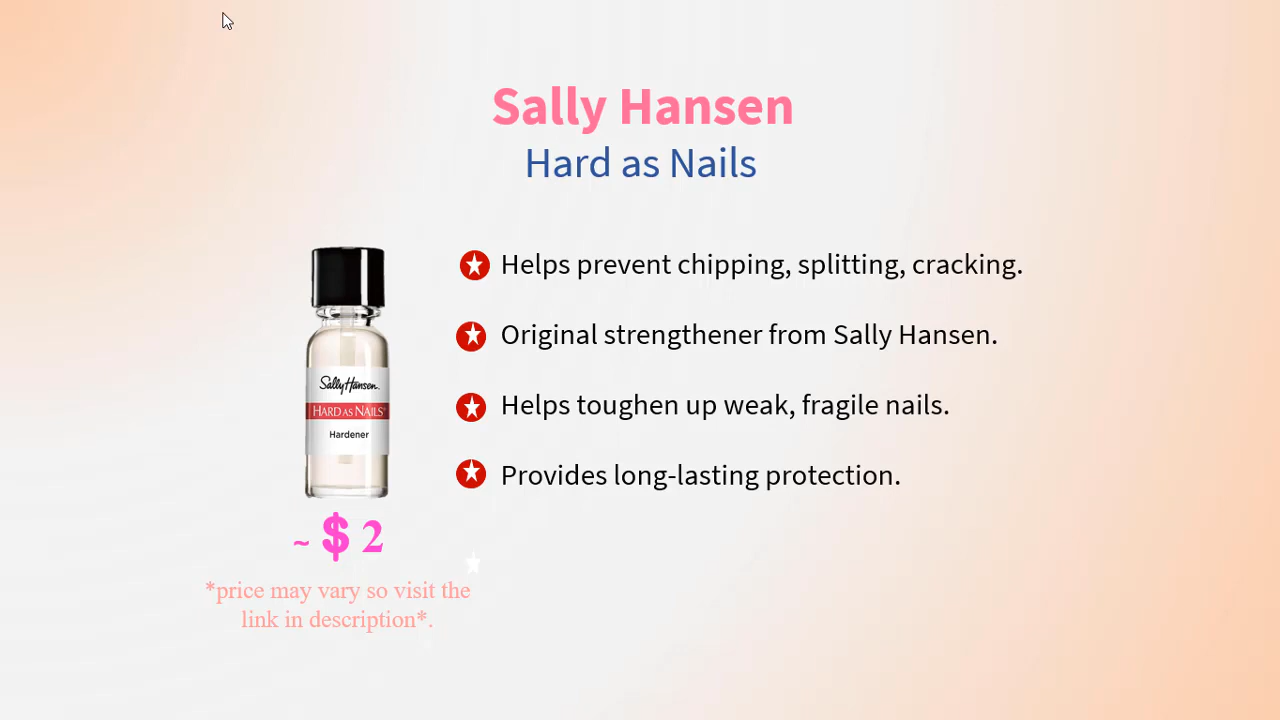 Sally Hansen
Hard as Nails
Helps prevent chipping, splitting, cracking.
Original strengthener from Sally Hansen.
Helps toughen up weak, fragile nails.
Provides long-lasting protection.
Sally Hansen.
HARD AS NAILS®
Hardener
~ $ 2
*price may vary so visit the
link in description*.